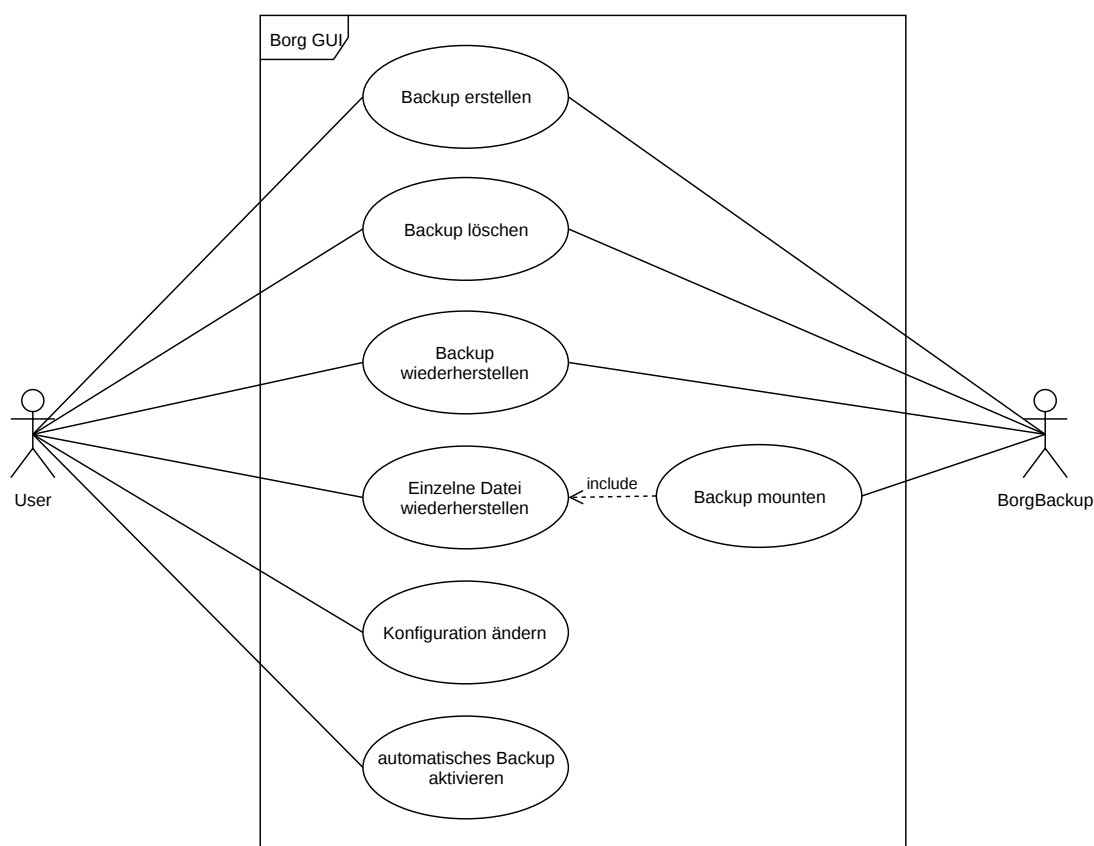 Borg GUI
Backup erstellen
Backup löschen
Backup
wiederherstellen
Einzelne Datei
wiederherstellen
include
Backup mounten
User
BorgBackup
Konfiguration ändern
automatisches Backup
aktivieren